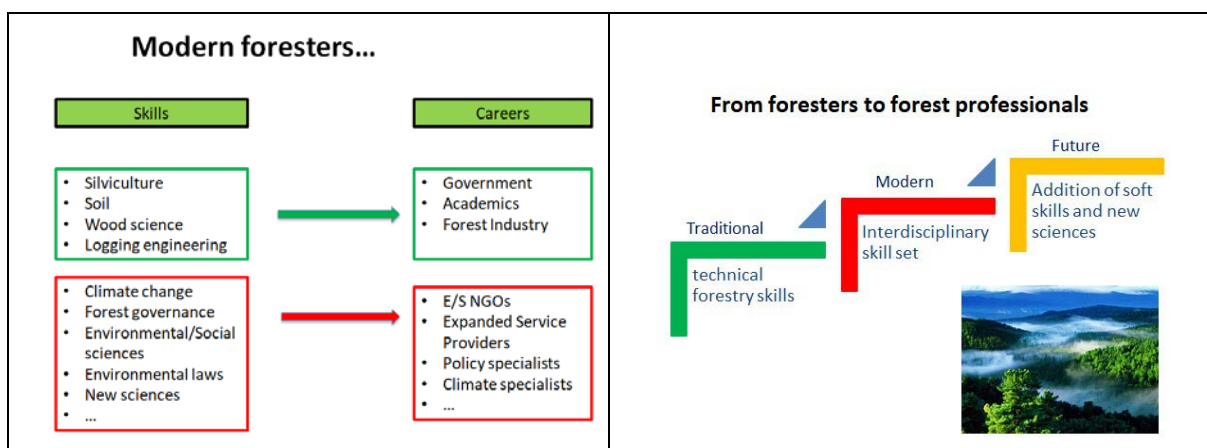 Modern foresters…
Skills
Careers
• Silviculture
• Soil
• Wood science
• Logging engineering
• Government
• Academics
• Forest Industry
• Climate change
• Forest governance
• Environmental/Social
sciences
• Environmental laws
• New sciences
• …
• E/S NGOs
• Expanded Service
Providers
• Policy specialists
• Climate specialists
• …
From foresters to forest professionals
Traditional
technical
forestry skills
Modern
Interdisciplinary
skill set
Future
Addition of soft
skills and new
sciences